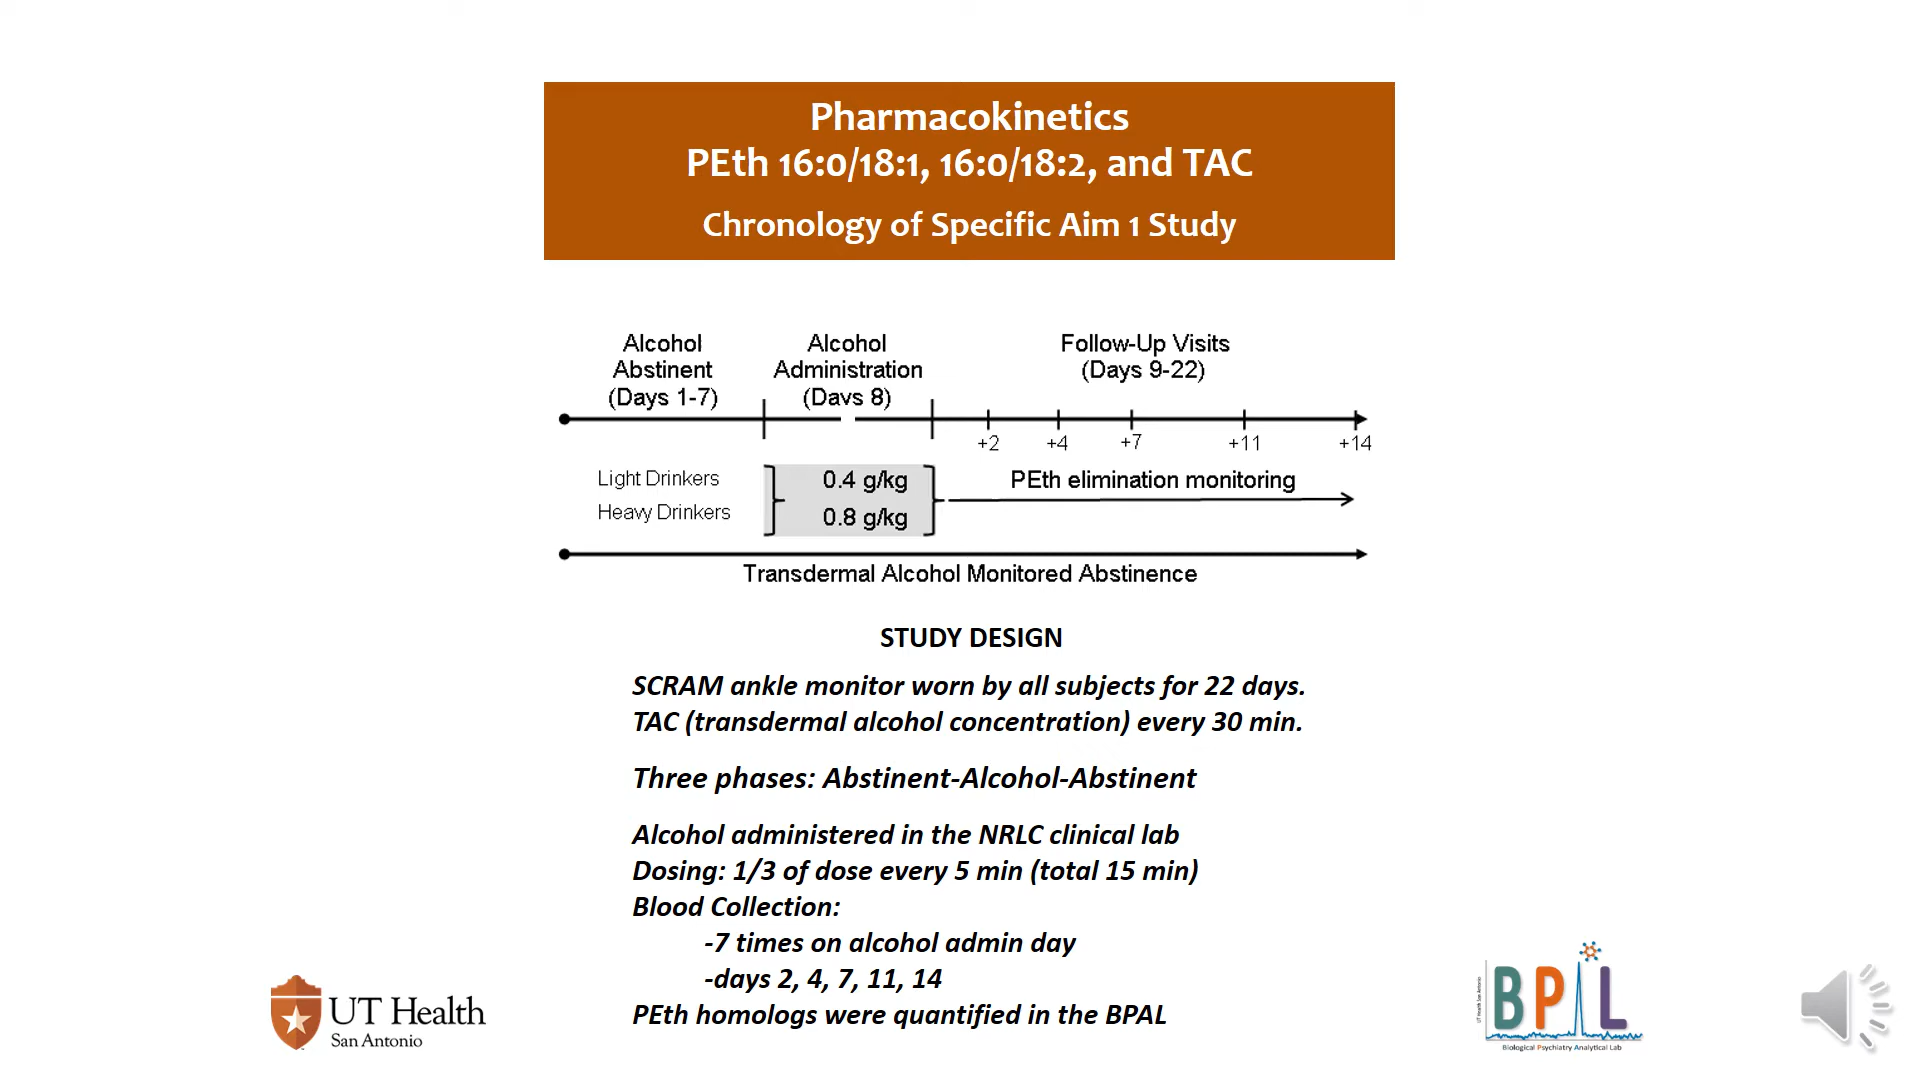 Pharmacokinetics
PEth 16:0/18:1, 16:0/18:2, and TAC
Chronology of Specific Aim 1 Study
Alcohol
Abstinent
(Days 1-7)
Alcohol
Administration
(Days 8)
Follow-Up Visits
(Days 9-22)
+2
+4
+7
+11
+14
Light Drinkers
Heavy Drinkers
0.4 g/kg
0.8 g/kg
PEth elimination monitoring
Transdermal Alcohol Monitored Abstinence
STUDY DESIGN
SCRAM ankle monitor worn by all subjects for 22 days.
TAC (transdermal alcohol concentration) every 30 min.
Three phases: Abstinent-Alcohol-Abstinent
Alcohol administered in the NRLC clinical lab
Dosing: 1/3 of dose every 5 min (total 15 min)
Blood Collection:
-7 times on alcohol admin day
-days 2, 4, 7, 11, 14
PEth homologs were quantified in the BPAL
UT Health
San Antonio
UT Health San Antonio
BPAL
Biological Psychiatry Analytical Lab